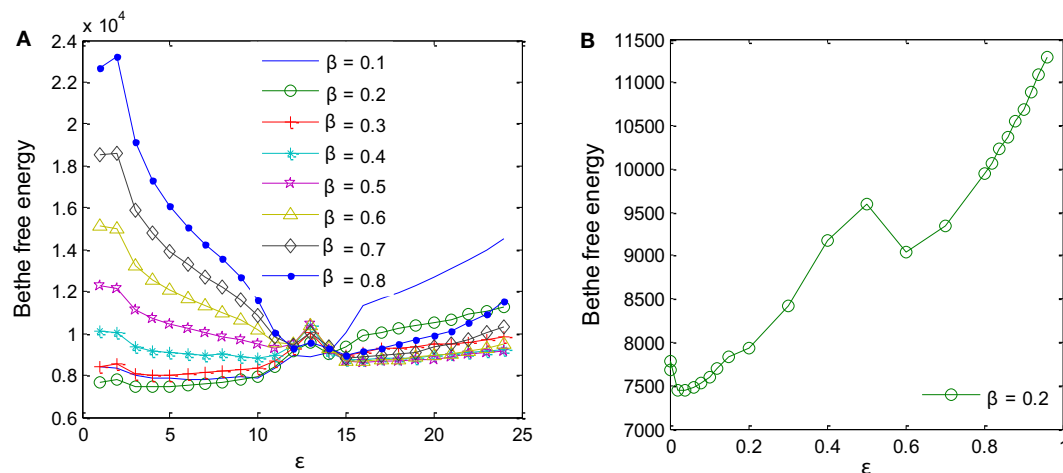 A
x 10⁴
2.4
2.2
2
1.8
1.6
1.4
1.2
1.0
0.8
0.6
0
5
10
15
20
25
Bethe free energy
ε
β = 0.1
β = 0.2
β = 0.3
β = 0.4
β = 0.5
β = 0.6
β = 0.7
β = 0.8
B
11500
11000
10500
10000
9500
9000
8500
8000
7500
7000
0
0.2
0.4
0.6
0.8
1
Bethe free energy
ε
β = 0.2